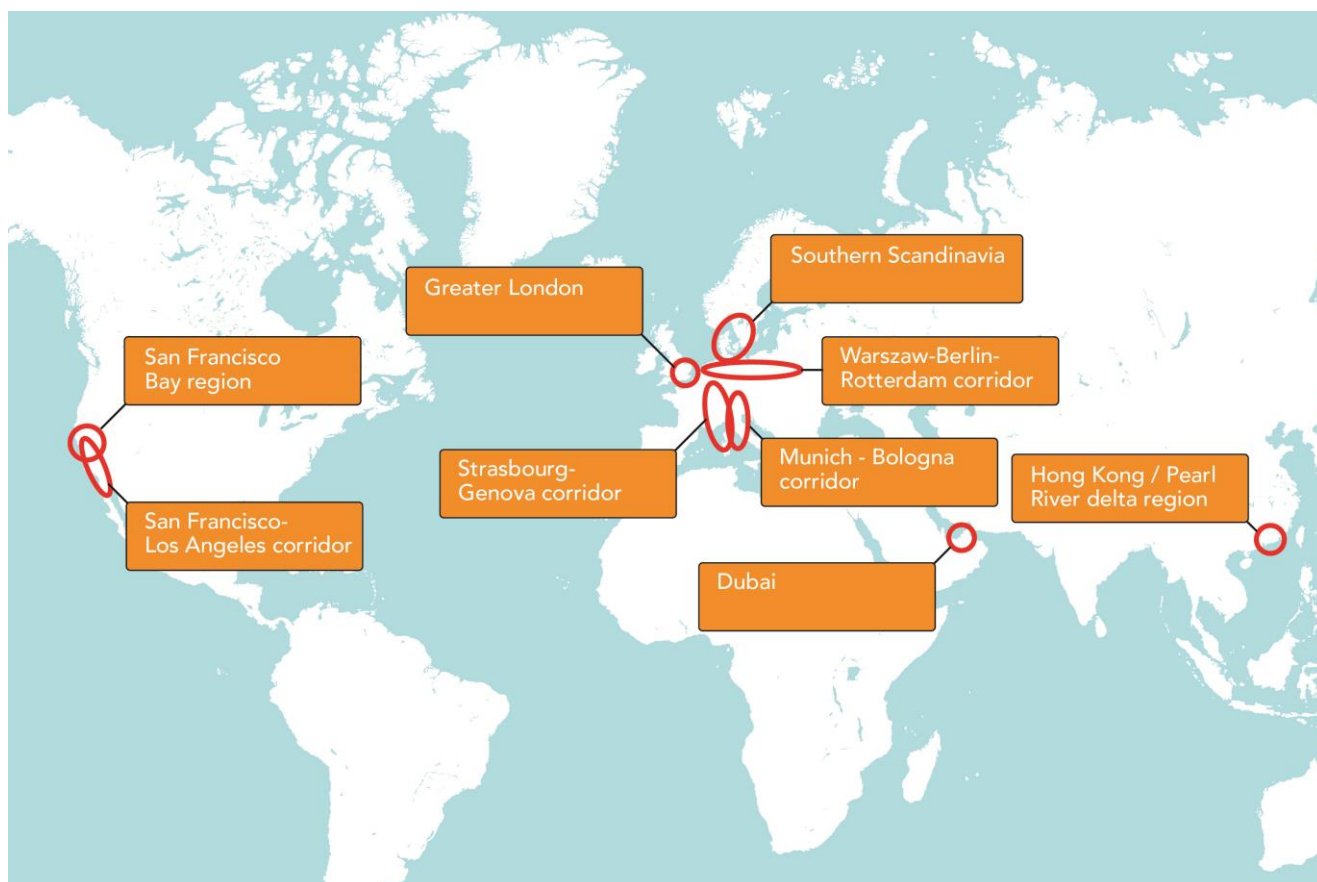 Southern Scandinavia
Greater London
San Francisco
Bay region
Warszaw-Berlin-
Rotterdam corridor
Strasbourg-
Genova corridor
Munich - Bologna
corridor
Hong Kong / Pearl
River delta region
San Francisco-
Los Angeles corridor
Dubai